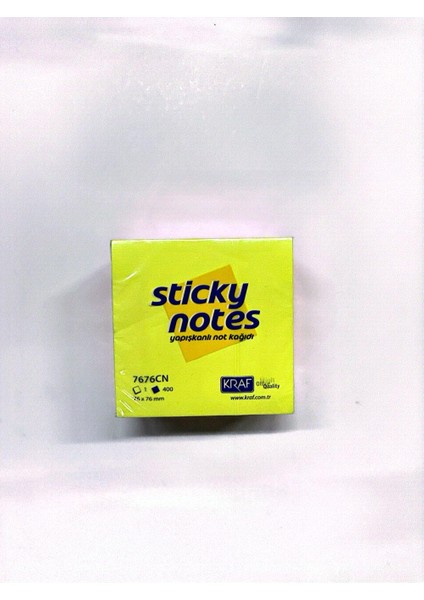 sticky
notes
yapışkanlı not kağıdı
7676CN
1 400
76 x 76 mm
KRAF
Quality
www.kraf.com.tr